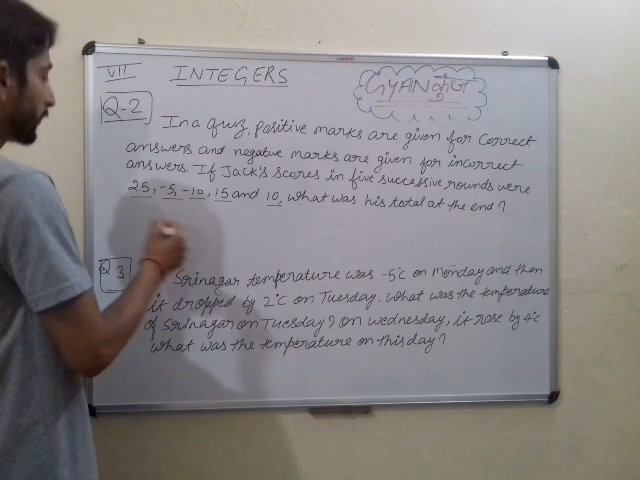 VII INTEGERS GYANकुंज
Q-2
In a quiz, positive marks are given for correct
answers and negative marks are given for incorrect
answers. If Jack's scores in five successive rounds were
25, -5, -10, 15 and 10, what was his total at the end?
Q 3 Srinagar temperature was -5°C on monday and then
it dropped by 2°C on Tuesday. What was the temperature
of Srinagar on Tuesday? on wednesday, it rose by 4°C
What was the temperature on this day?